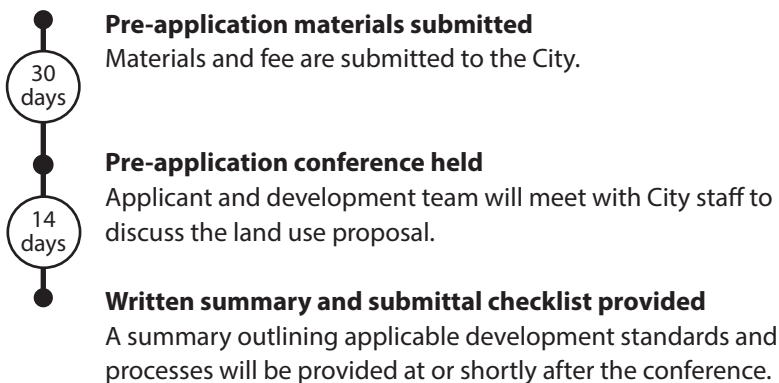 Pre-application materials submitted
Materials and fee are submitted to the City.
30
days
Pre-application conference held
Applicant and development team will meet with City staff to
discuss the land use proposal.
14
days
Written summary and submittal checklist provided
A summary outlining applicable development standards and
processes will be provided at or shortly after the conference.